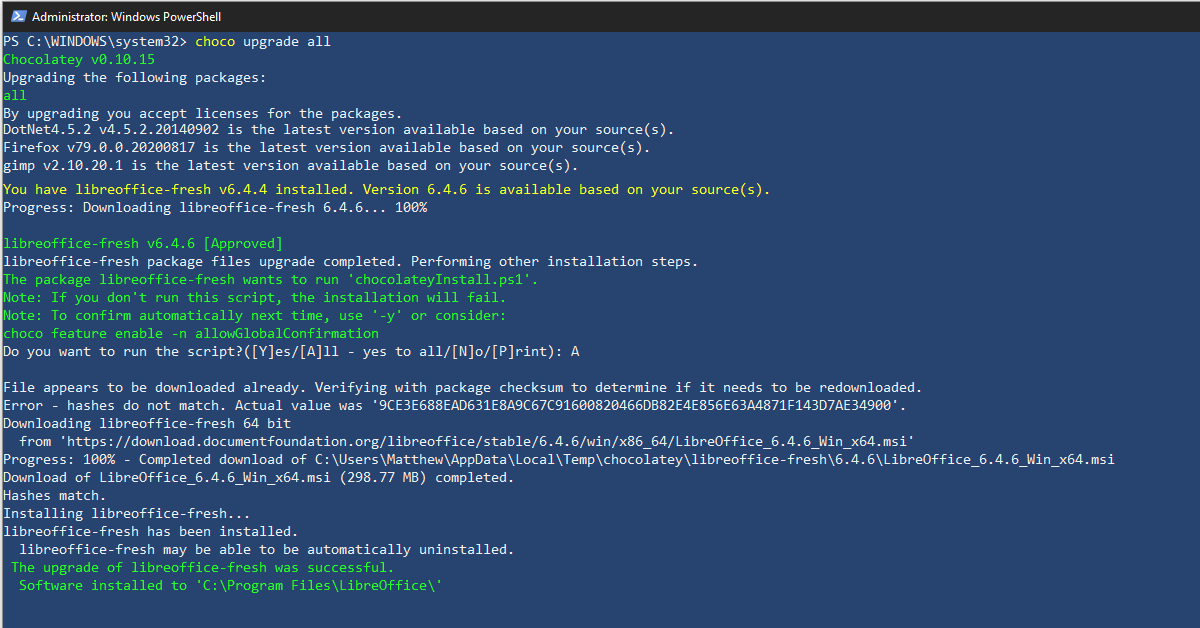 Administrator: Windows PowerShell
PS C:\WINDOWS\system32> choco upgrade all
Chocolatey v0.10.15
Upgrading the following packages:
all
By upgrading you accept licenses for the packages.
DotNet4.5.2 v4.5.2.20140902 is the latest version available based on your source(s).
Firefox v79.0.0.20200817 is the latest version available based on your source(s).
gimp v2.10.20.1 is the latest version available based on your source(s).
You have libreoffice-fresh v6.4.4 installed. Version 6.4.6 is available based on your source(s).
Progress: Downloading libreoffice-fresh 6.4.6... 100%
libreoffice-fresh v6.4.6 [Approved]
libreoffice-fresh package files upgrade completed. Performing other installation steps.
The package libreoffice-fresh wants to run 'chocolateyInstall.ps1'.
Note: If you don't run this script, the installation will fail.
Note: To confirm automatically next time, use '-y' or consider:
choco feature enable -n allowGlobalConfirmation
Do you want to run the script?([Y]es/[A]ll - yes to all/[N]o/[P]rint): A
File appears to be downloaded already. Verifying with package checksum to determine if it needs to be redownloaded.
Error - hashes do not match. Actual value was '9CE3E688EAD631E8A9C67C91600820466DB82E4E856E63A4871F143D7AE34900'.
Downloading libreoffice-fresh 64 bit
  from 'https://download.documentfoundation.org/libreoffice/stable/6.4.6/win/x86_64/LibreOffice_6.4.6_Win_x64.msi'
Progress: 100% - Completed download of C:\Users\Matthew\AppData\Local\Temp\chocolatey\libreoffice-fresh\6.4.6\LibreOffice_6.4.6_Win_x64.msi
Download of LibreOffice_6.4.6_Win_x64.msi (298.77 MB) completed.
Hashes match.
Installing libreoffice-fresh...
libreoffice-fresh has been installed.
  libreoffice-fresh may be able to be automatically uninstalled.
 The upgrade of libreoffice-fresh was successful.
  Software installed to 'C:\Program Files\LibreOffice\'